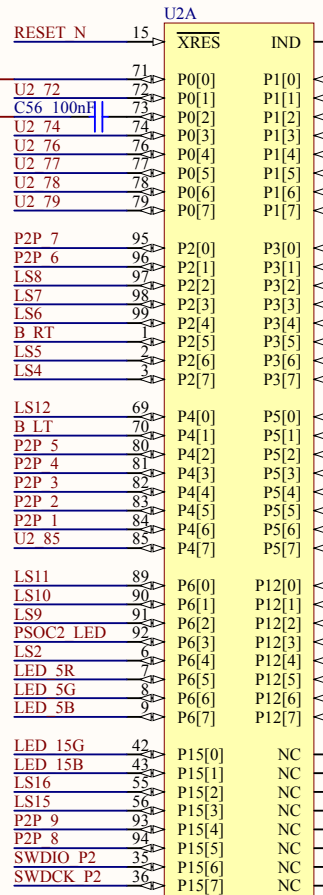 U2A
RESET_N 15 XRES IND
71 P0[0] P1[0]
U2_72 72 P0[1] P1[1]
C56 100nF 73 P0[2] P1[2]
U2_74 74 P0[3] P1[3]
U2_76 76 P0[4] P1[4]
U2_77 77 P0[5] P1[5]
U2_78 78 P0[6] P1[6]
U2_79 79 P0[7] P1[7]
P2P_7 95 P2[0] P3[0]
P2P_6 96 P2[1] P3[1]
LS8 97 P2[2] P3[2]
LS7 98 P2[3] P3[3]
LS6 99 P2[4] P3[4]
B_RT 1 P2[5] P3[5]
LS5 2 P2[6] P3[6]
LS4 3 P2[7] P3[7]
LS12 69 P4[0] P5[0]
B_LT 70 P4[1] P5[1]
P2P_5 80 P4[2] P5[2]
P2P_4 81 P4[3] P5[3]
P2P_3 82 P4[4] P5[4]
P2P_2 83 P4[5] P5[5]
P2P_1 84 P4[6] P5[6]
U2_85 85 P4[7] P5[7]
LS11 89 P6[0] P12[0]
LS10 90 P6[1] P12[1]
LS9 91 P6[2] P12[2]
PSOC2_LED 92 P6[3] P12[3]
LS2 6 P6[4] P12[4]
LED_5R 7 P6[5] P12[5]
LED_5G 8 P6[6] P12[6]
LED_5B 9 P6[7] P12[7]
LED_15G 42 P15[0] NC
LED_15B 43 P15[1] NC
LS16 55 P15[2] NC
LS15 56 P15[3] NC
P2P_9 93 P15[4] NC
P2P_8 94 P15[5] NC
SWDIO_P2 35 P15[6] NC
SWDCK_P2 36 P15[7] NC